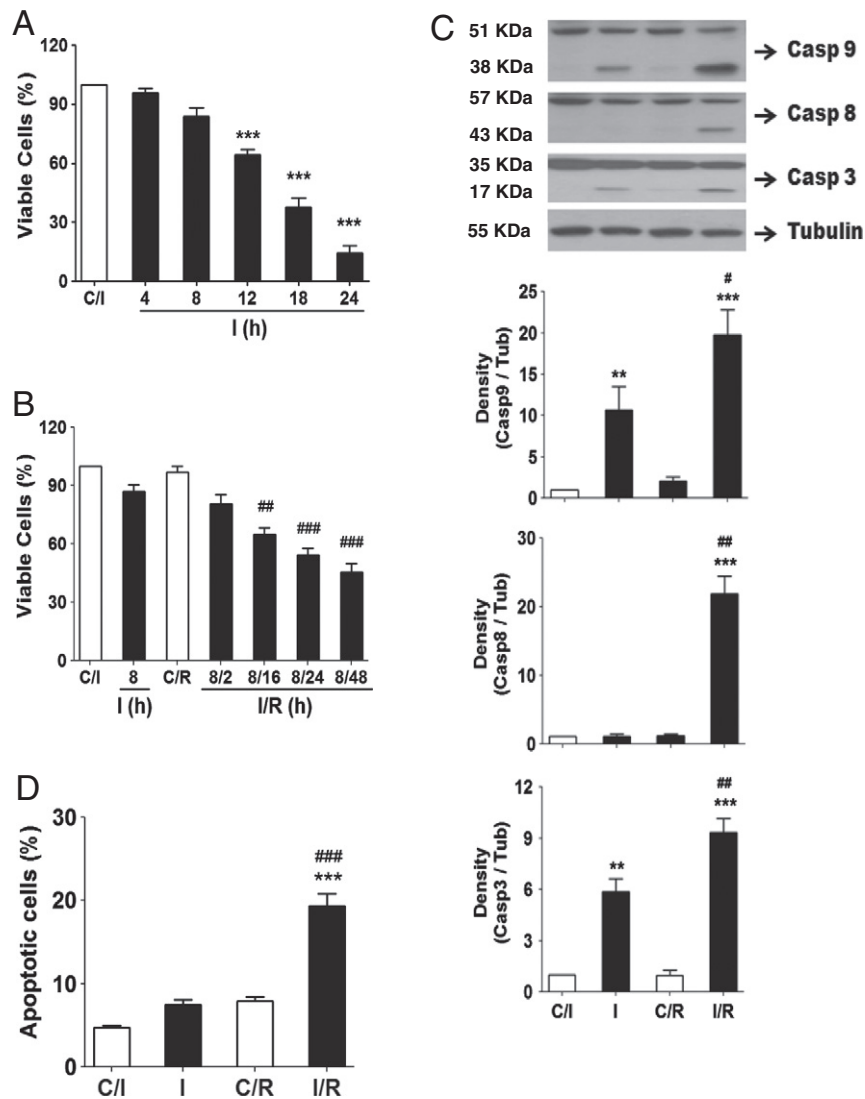 A
Viable Cells (%)
120
90
60
30
0
***
***
***
C/I 4 8 12 18 24
I (h)
B
Viable Cells (%)
120
90
60
30
0
##
###
###
C/I 8 C/R 8/2 8/16 8/24 8/48
I (h) I/R (h)
C
51 KDa
38 KDa
Casp 9
57 KDa
43 KDa
Casp 8
35 KDa
17 KDa
Casp 3
55 KDa
Tubulin
Density
(Casp9 / Tub)
25
20
15
10
5
0
**
#
***
Density
(Casp8 / Tub)
30
20
10
0
##
***
Density
(Casp3 / Tub)
12
9
6
3
0
**
##
***
C/I I C/R I/R
D
Apoptotic cells (%)
30
20
10
0
###
***
C/I I C/R I/R